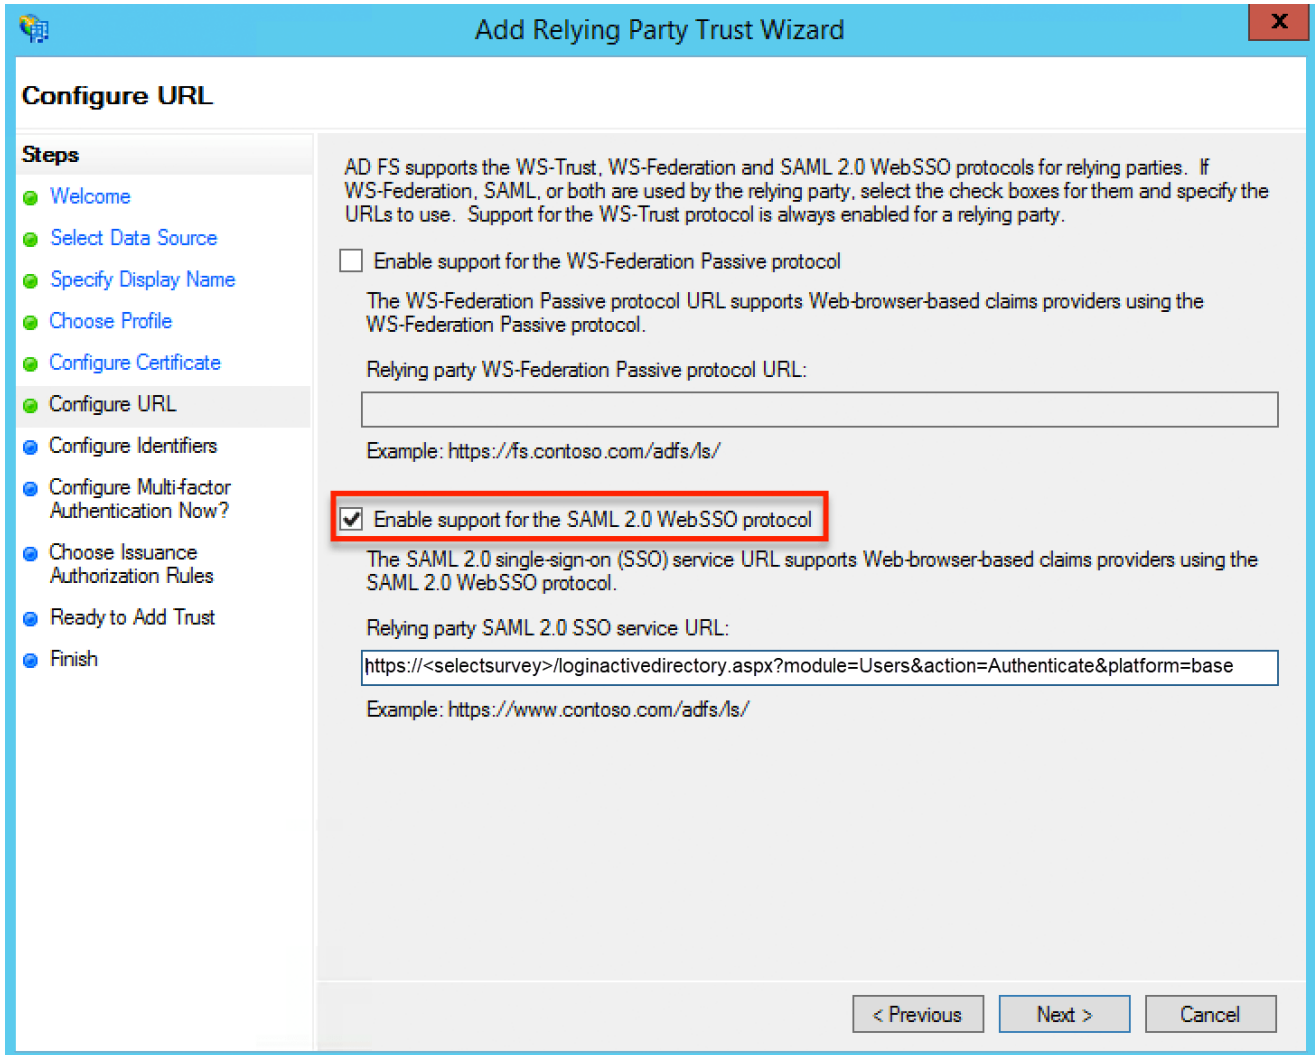 Add Relying Party Trust Wizard
x
Configure URL
Steps
Welcome
Select Data Source
Specify Display Name
Choose Profile
Configure Certificate
Configure URL
Configure Identifiers
Configure Multi-factor
Authentication Now?
Choose Issuance
Authorization Rules
Ready to Add Trust
Finish
AD FS supports the WS-Trust, WS-Federation and SAML 2.0 WebSSO protocols for relying parties.  If
WS-Federation, SAML, or both are used by the relying party, select the check boxes for them and specify the
URLs to use.  Support for the WS-Trust protocol is always enabled for a relying party.
Enable support for the WS-Federation Passive protocol
The WS-Federation Passive protocol URL supports Web-browser-based claims providers using the
WS-Federation Passive protocol.
Relying party WS-Federation Passive protocol URL:
Example: https://fs.contoso.com/adfs/ls/
Enable support for the SAML 2.0 WebSSO protocol
The SAML 2.0 single-sign-on (SSO) service URL supports Web-browser-based claims providers using the
SAML 2.0 WebSSO protocol.
Relying party SAML 2.0 SSO service URL:
https://<selectsurvey>/loginactivedirectory.aspx?module=Users&action=Authenticate&platform=base
Example: https://www.contoso.com/adfs/ls/
< Previous
Next >
Cancel